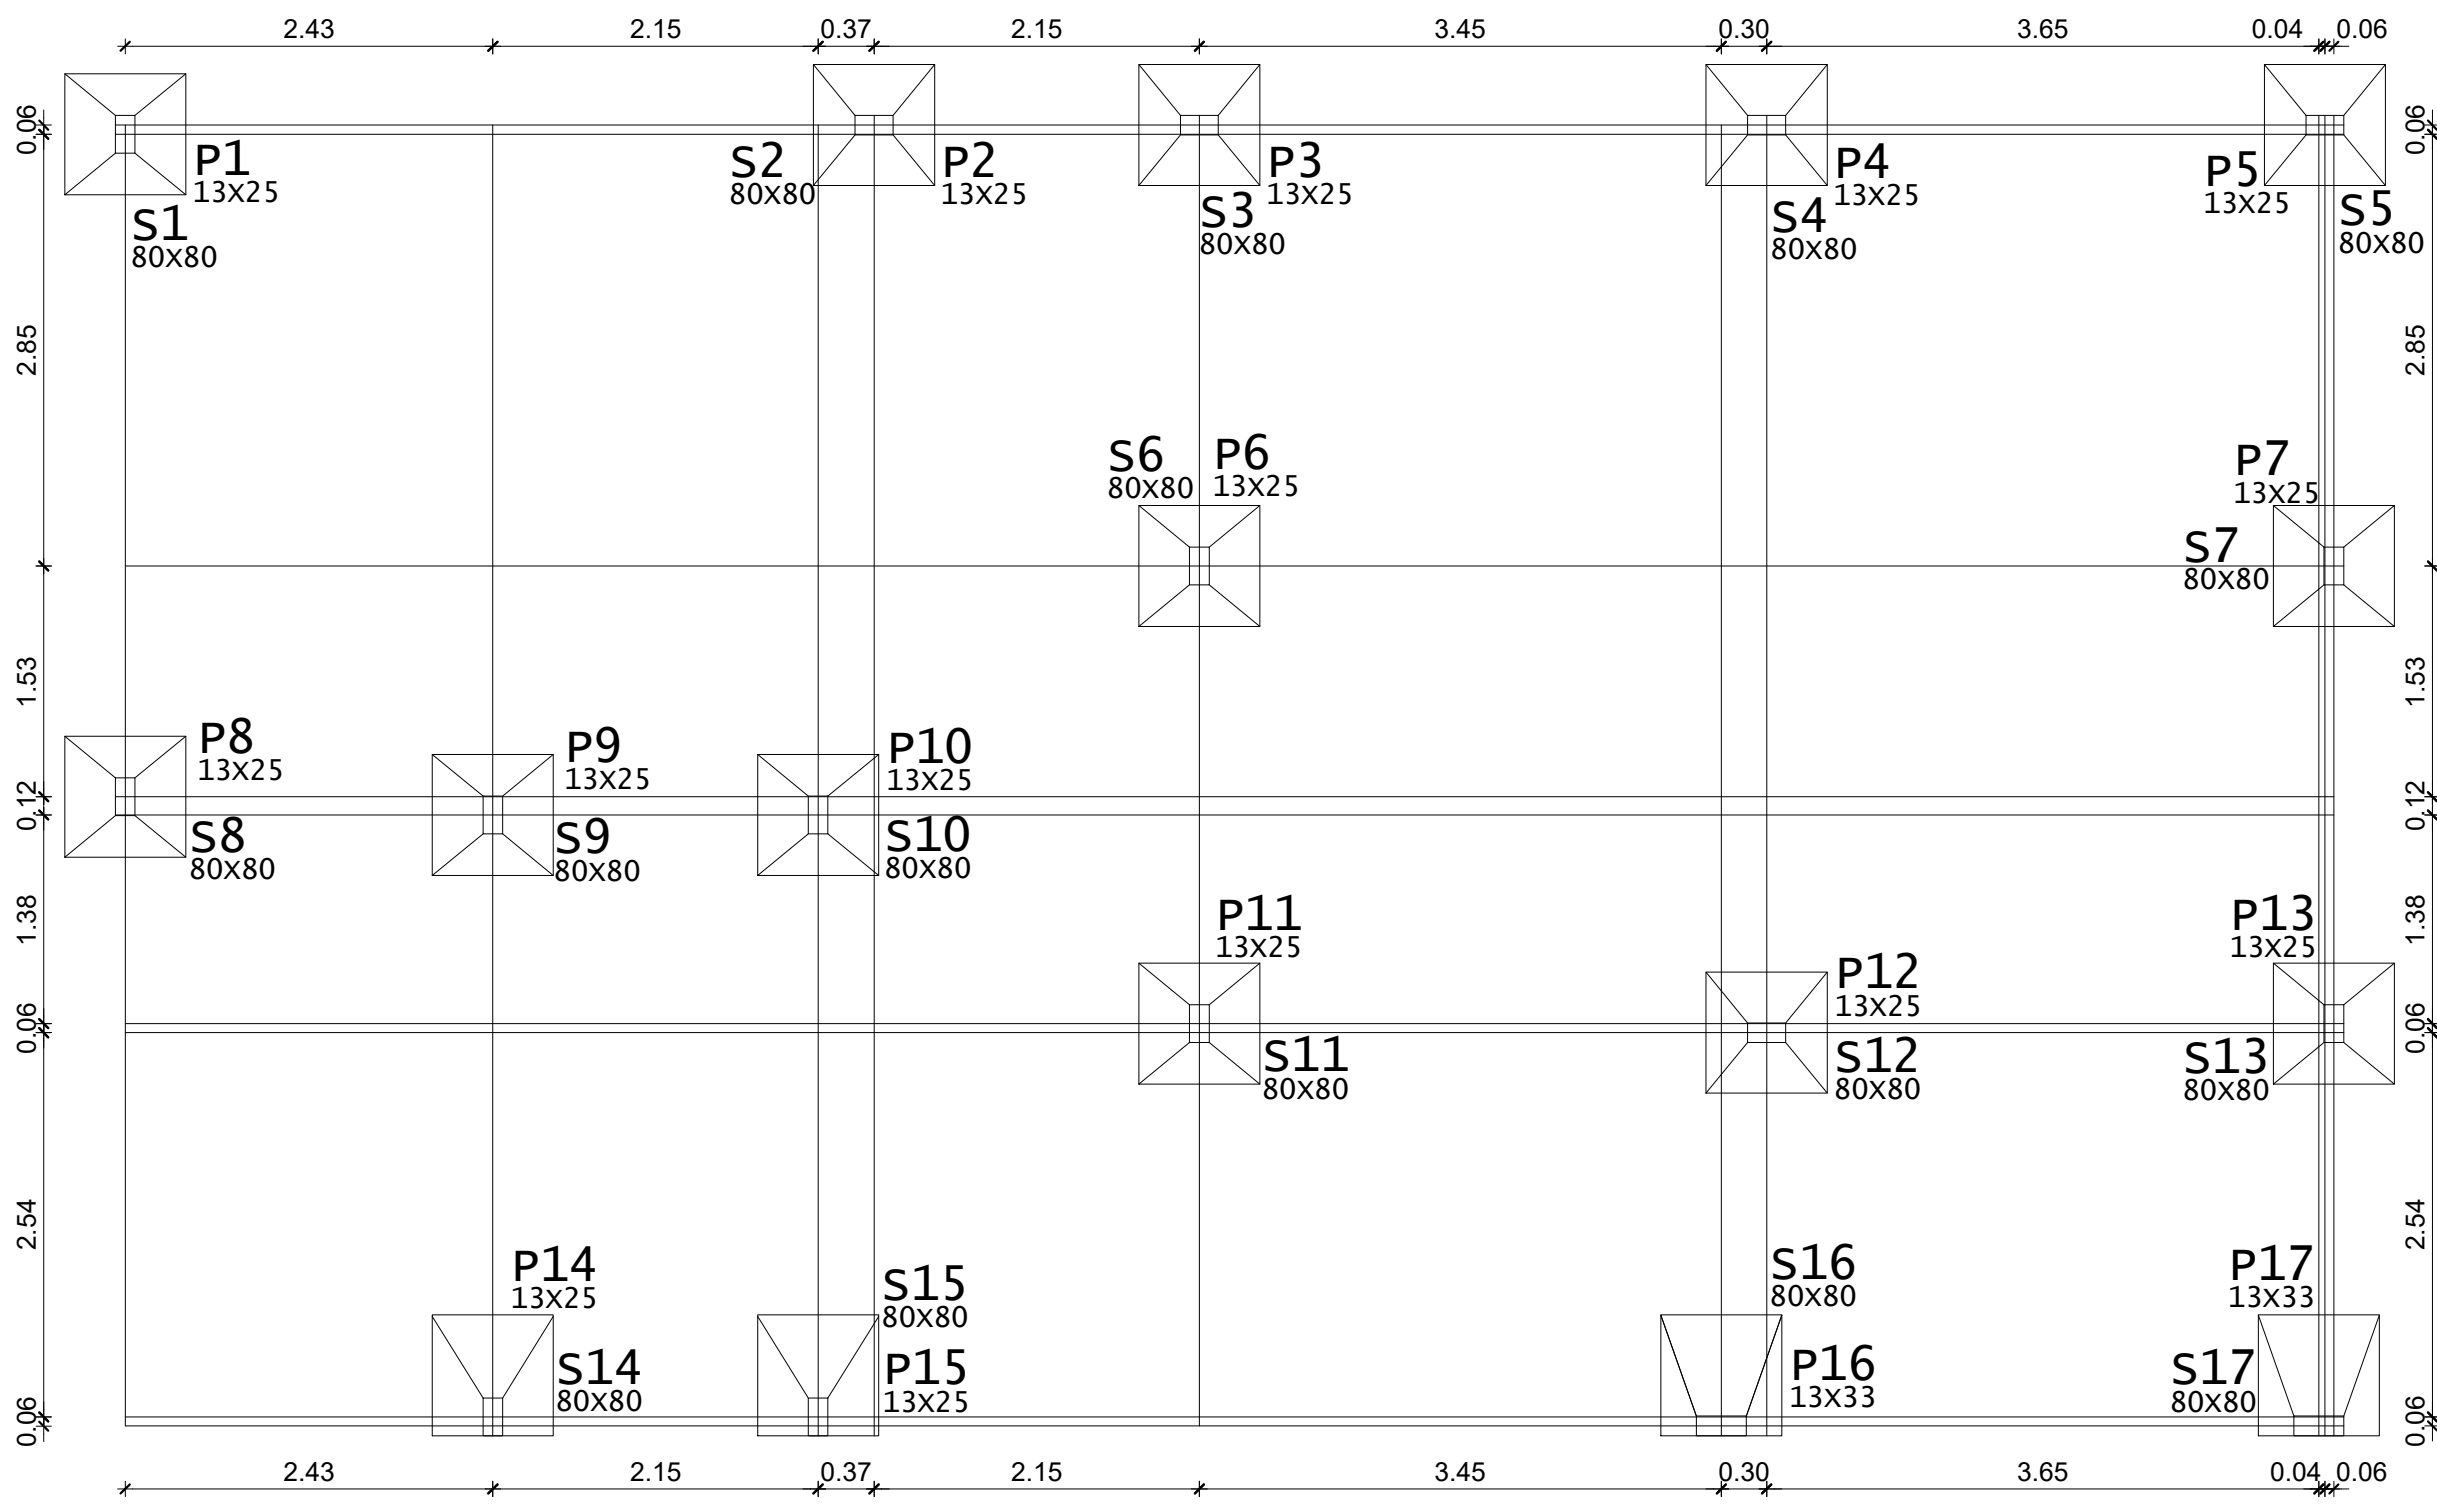 2.43 2.15 0.37 2.15 3.45 0.30 3.65 0.04 0.06
0.06
0.06
P1
13X25
S1
80X80
S2
80X80
P2
13X25
P3
13X25
S3
80X80
P4
13X25
S4
80X80
P5
13X25
S5
80X80
2.85
2.85
S6
80X80
P6
13X25
P7
13X25
S7
80X80
1.53
1.53
P8
13X25
S8
80X80
P9
13X25
S9
80X80
P10
13X25
S10
80X80
0.12
0.12
1.38
1.38
P11
13X25
S11
80X80
P12
13X25
S12
80X80
P13
13X25
S13
80X80
0.06
0.06
2.54
2.54
P14
13X25
S14
80X80
S15
80X80
P15
13X25
S16
80X80
P16
13X33
P17
13X33
S17
80X80
0.06
0.06
2.43 2.15 0.37 2.15 3.45 0.30 3.65 0.04 0.06